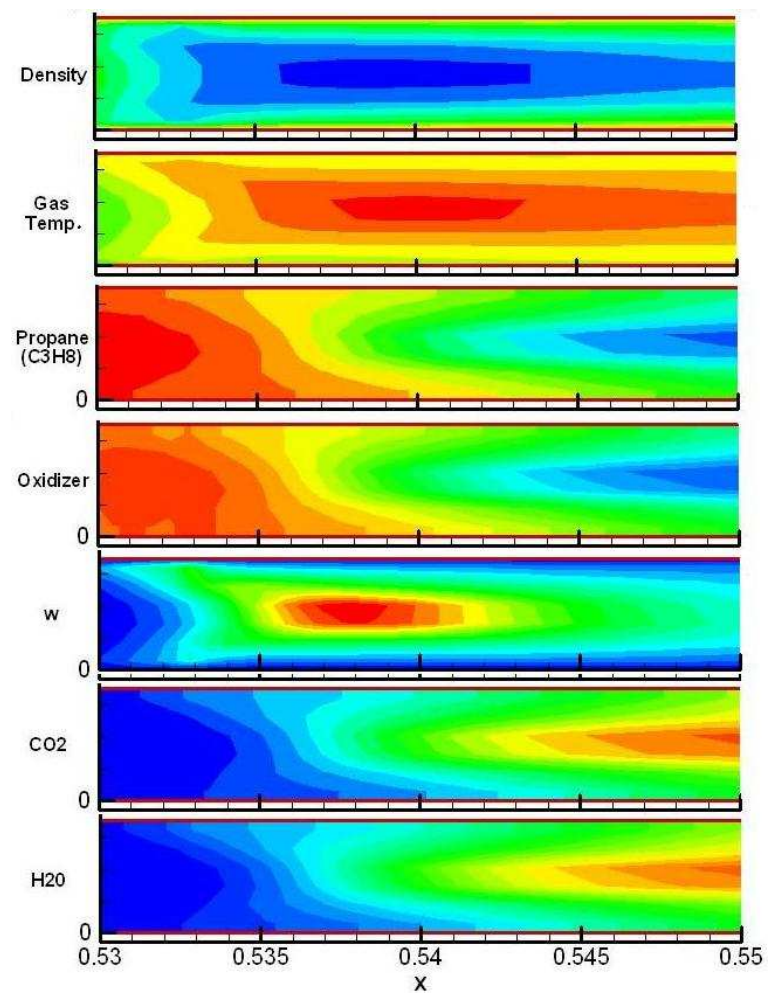 Density
Gas
Temp.
Propane
(C3H8)
0
Oxidizer
0
w
0
CO2
0
H20
0
0.53 0.535 0.54 0.545 0.55
X